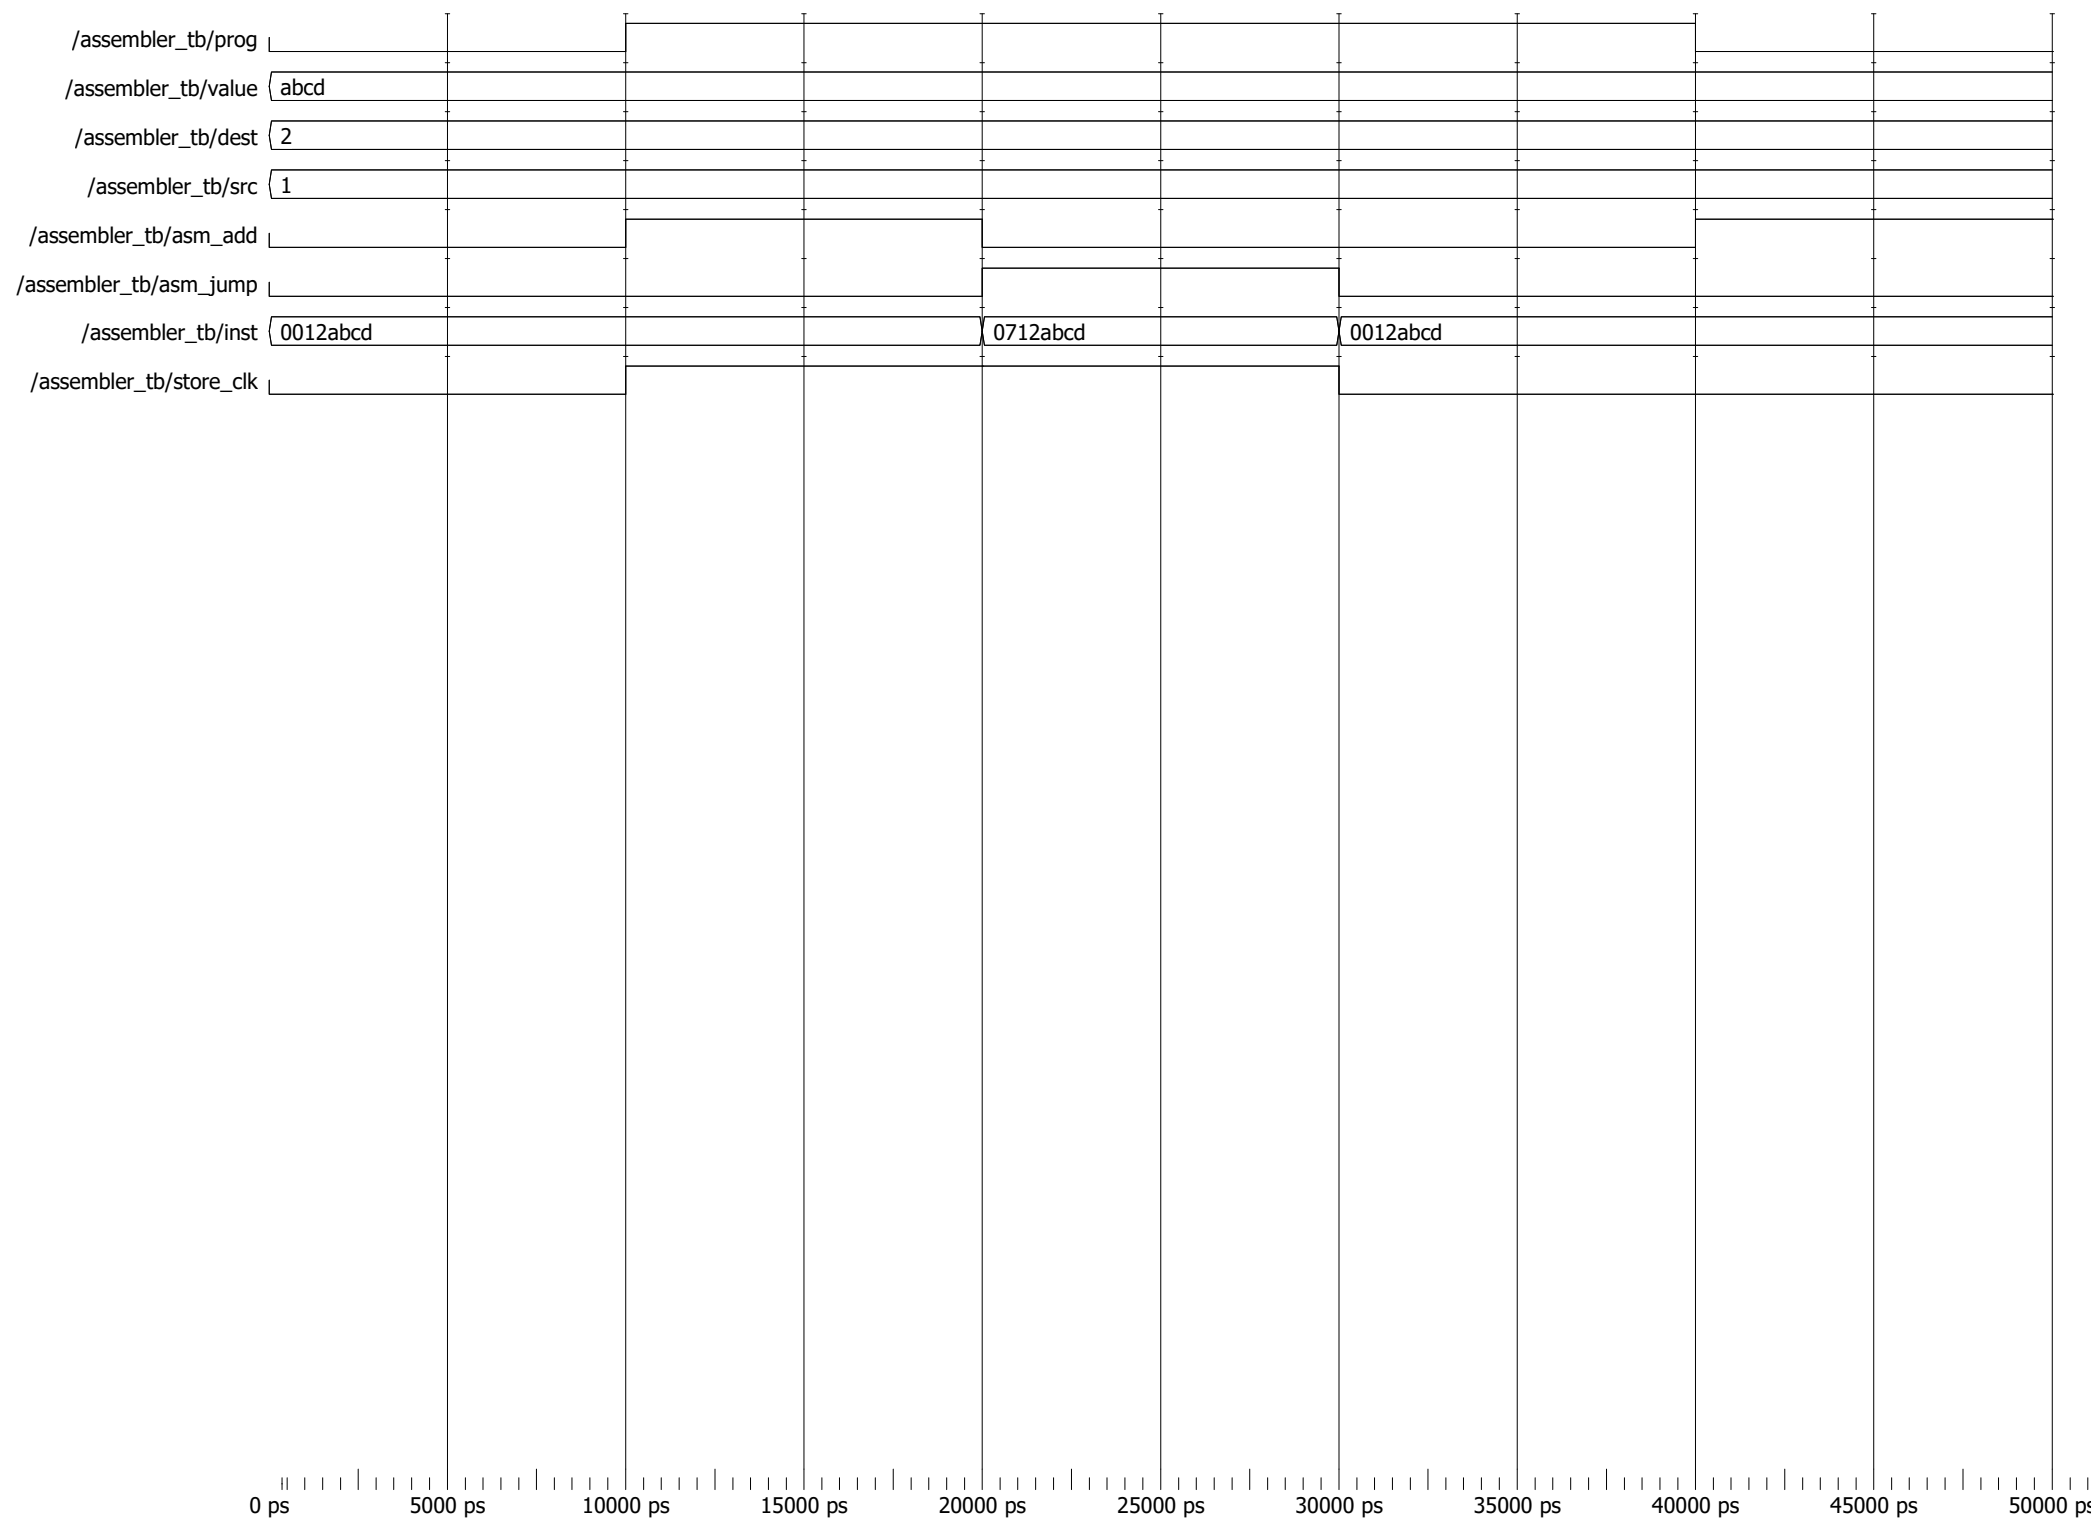 /assembler_tb/prog
/assembler_tb/value abcd
/assembler_tb/dest 2
/assembler_tb/src 1
/assembler_tb/asm_add
/assembler_tb/asm_jump
/assembler_tb/inst 0012abcd 0712abcd 0012abcd
/assembler_tb/store_clk
0 ps 5000 ps 10000 ps 15000 ps 20000 ps 25000 ps 30000 ps 35000 ps 40000 ps 45000 ps 50000 ps